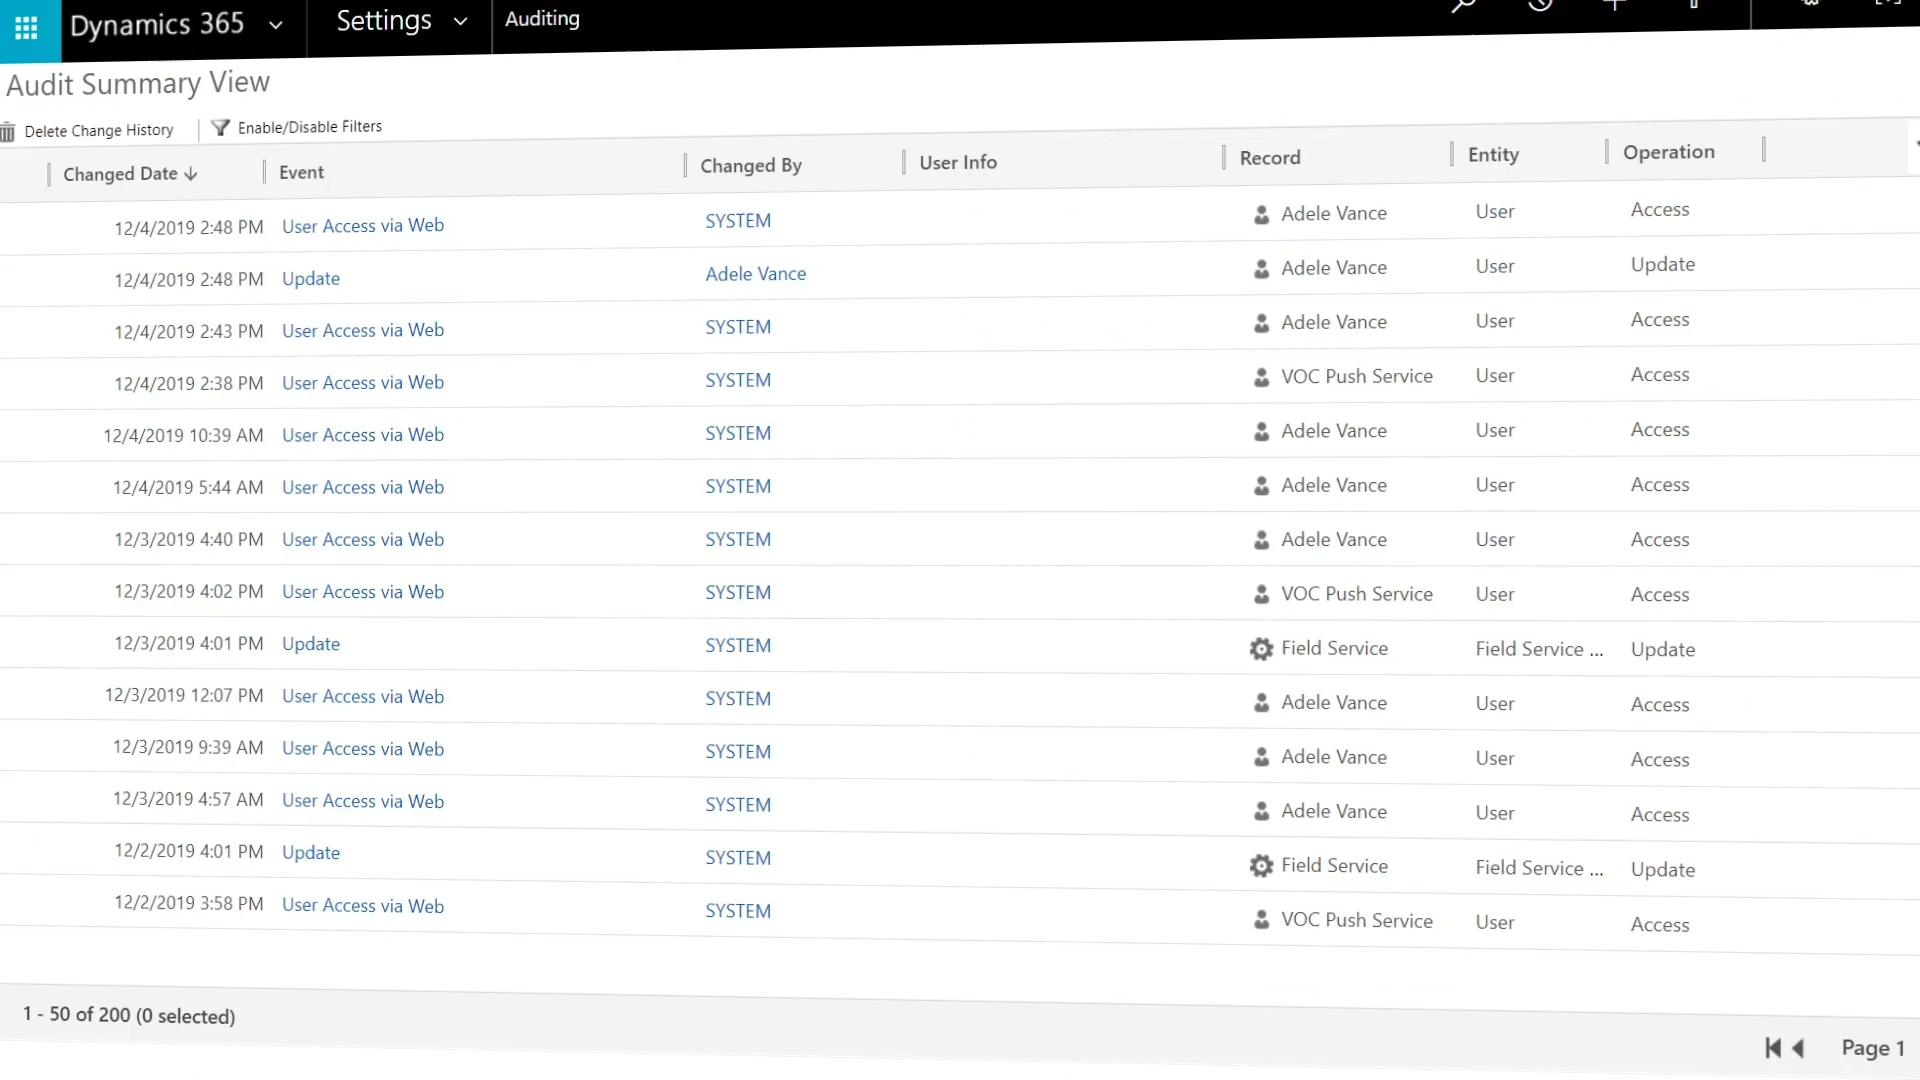 Dynamics 365 Settings Auditing
Audit Summary View
Delete Change History Enable/Disable Filters
Changed Date Event Changed By User Info Record Entity Operation
12/4/2019 2:48 PM User Access via Web SYSTEM Adele Vance User Access
12/4/2019 2:48 PM Update Adele Vance Adele Vance User Update
12/4/2019 2:43 PM User Access via Web SYSTEM Adele Vance User Access
12/4/2019 2:38 PM User Access via Web SYSTEM VOC Push Service User Access
12/4/2019 10:39 AM User Access via Web SYSTEM Adele Vance User Access
12/4/2019 5:44 AM User Access via Web SYSTEM Adele Vance User Access
12/3/2019 4:40 PM User Access via Web SYSTEM Adele Vance User Access
12/3/2019 4:02 PM User Access via Web SYSTEM VOC Push Service User Access
12/3/2019 4:01 PM Update SYSTEM Field Service Field Service ... Update
12/3/2019 12:07 PM User Access via Web SYSTEM Adele Vance User Access
12/3/2019 9:39 AM User Access via Web SYSTEM Adele Vance User Access
12/3/2019 4:57 AM User Access via Web SYSTEM Adele Vance User Access
12/2/2019 4:01 PM Update SYSTEM Field Service Field Service ... Update
12/2/2019 3:58 PM User Access via Web SYSTEM VOC Push Service User Access
1 - 50 of 200 (0 selected)
Page 1